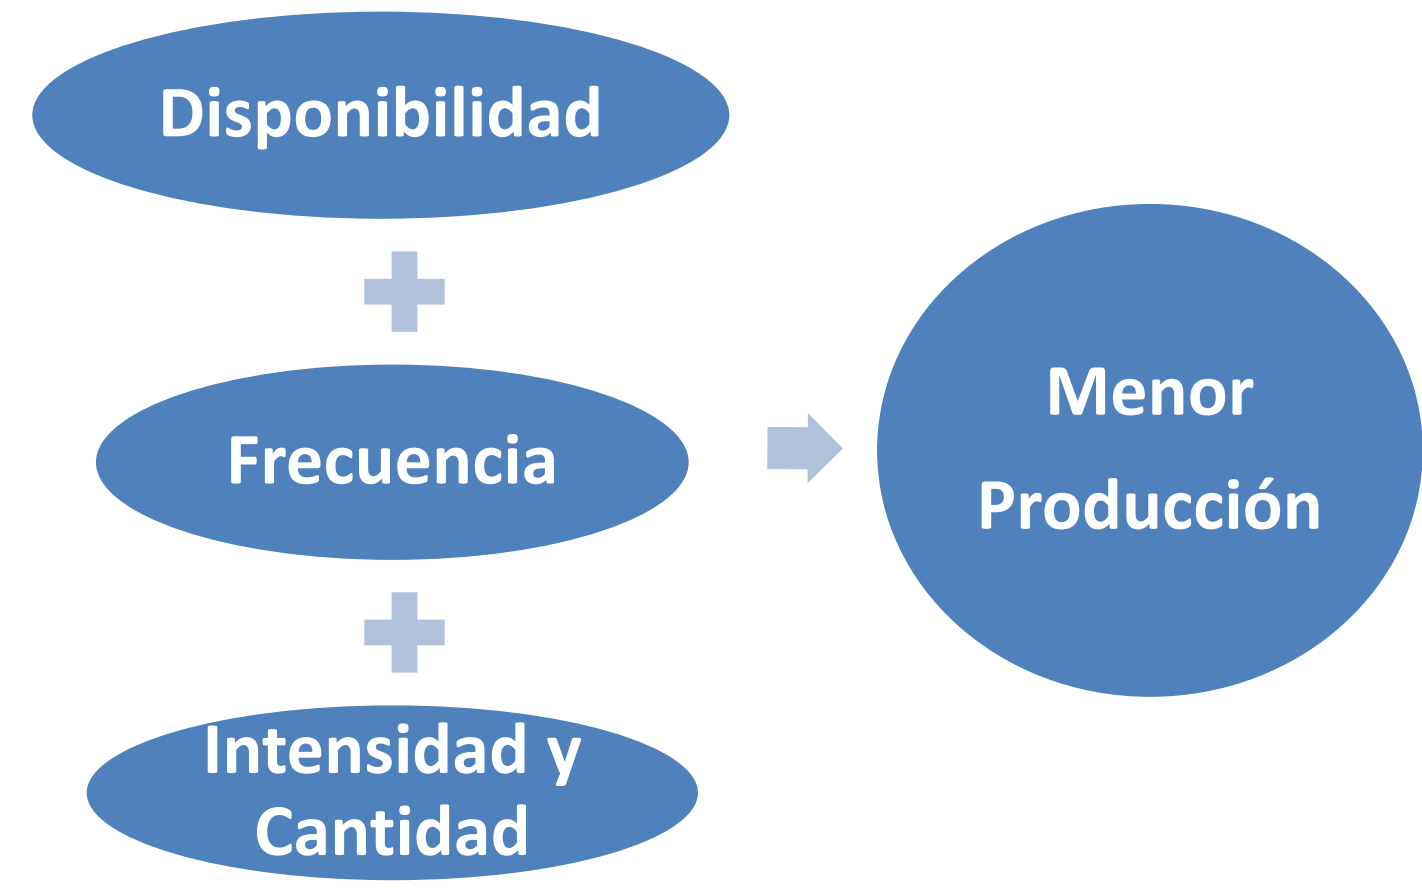 Disponibilidad
Frecuencia
Intensidad y
Cantidad
Menor
Producción